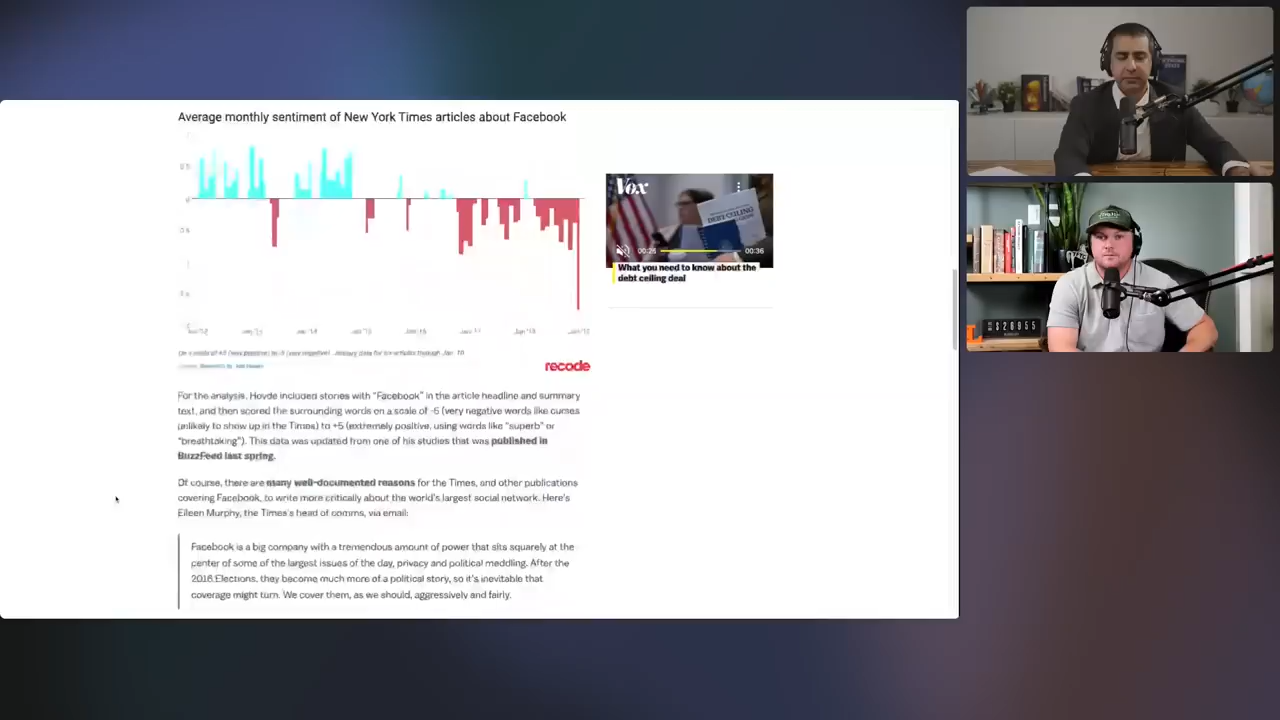 Average monthly sentiment of New York Times articles about Facebook
recode
For the analysis, Hovde included stories with “Facebook” in the article headline and summary
text, and then scored the surrounding words on a scale of -5 (very negative words like curses
unlikely to show up in the Times) to +5 (extremely positive, using words like “superb” or
“breathtaking”). This data was updated from one of his studies that was published in
BuzzFeed last spring.
Of course, there are many well-documented reasons for the Times, and other publications
covering Facebook, to write more critically about the world's largest social network. Here's
Eileen Murphy, the Times's head of comms, via email:
Facebook is a big company with a tremendous amount of power that sits squarely at the
center of some of the largest issues of the day, privacy and political meddling. After the
2016 Elections, they became much more of a political story, so it's inevitable that
coverage might turn. We cover them, as we should, aggressively and fairly.
Vox
DEBT CEILING
00:26
00:36
What you need to know about the
debt ceiling deal